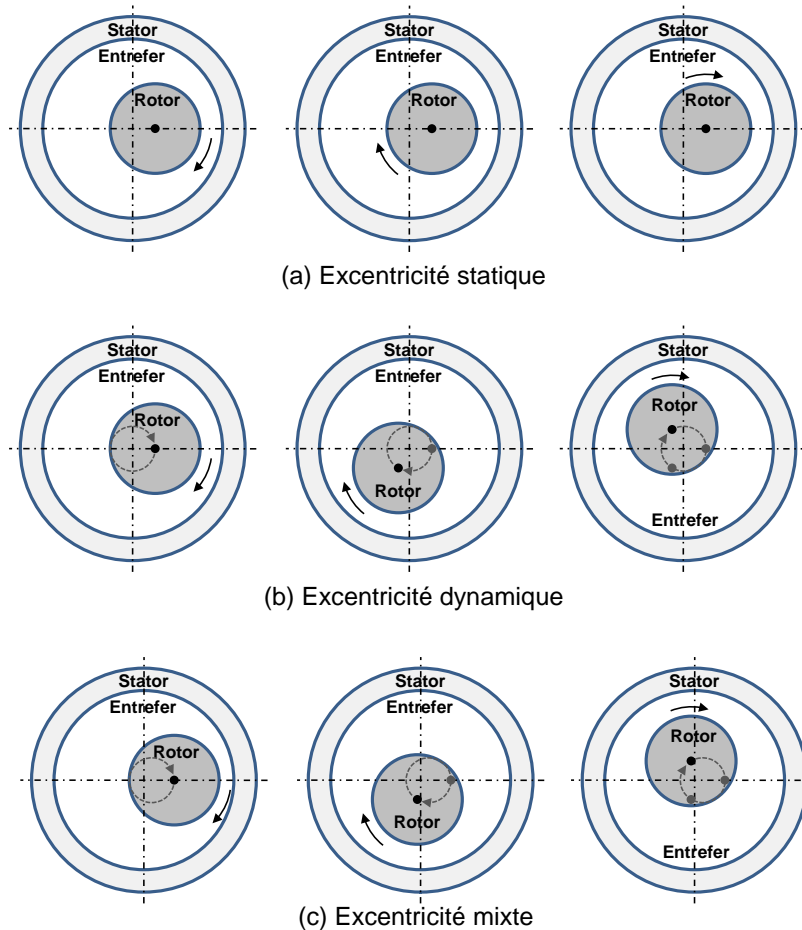 Stator Stator Stator
Entrefer Entrefer Entrefer
Rotor Rotor Rotor
(a) Excentricité statique
Stator Stator Stator
Entrefer Entrefer
Rotor
Rotor
Rotor
Entrefer
(b) Excentricité dynamique
Stator Stator Stator
Entrefer Entrefer
Rotor
Rotor
Rotor
Entrefer
(c) Excentricité mixte